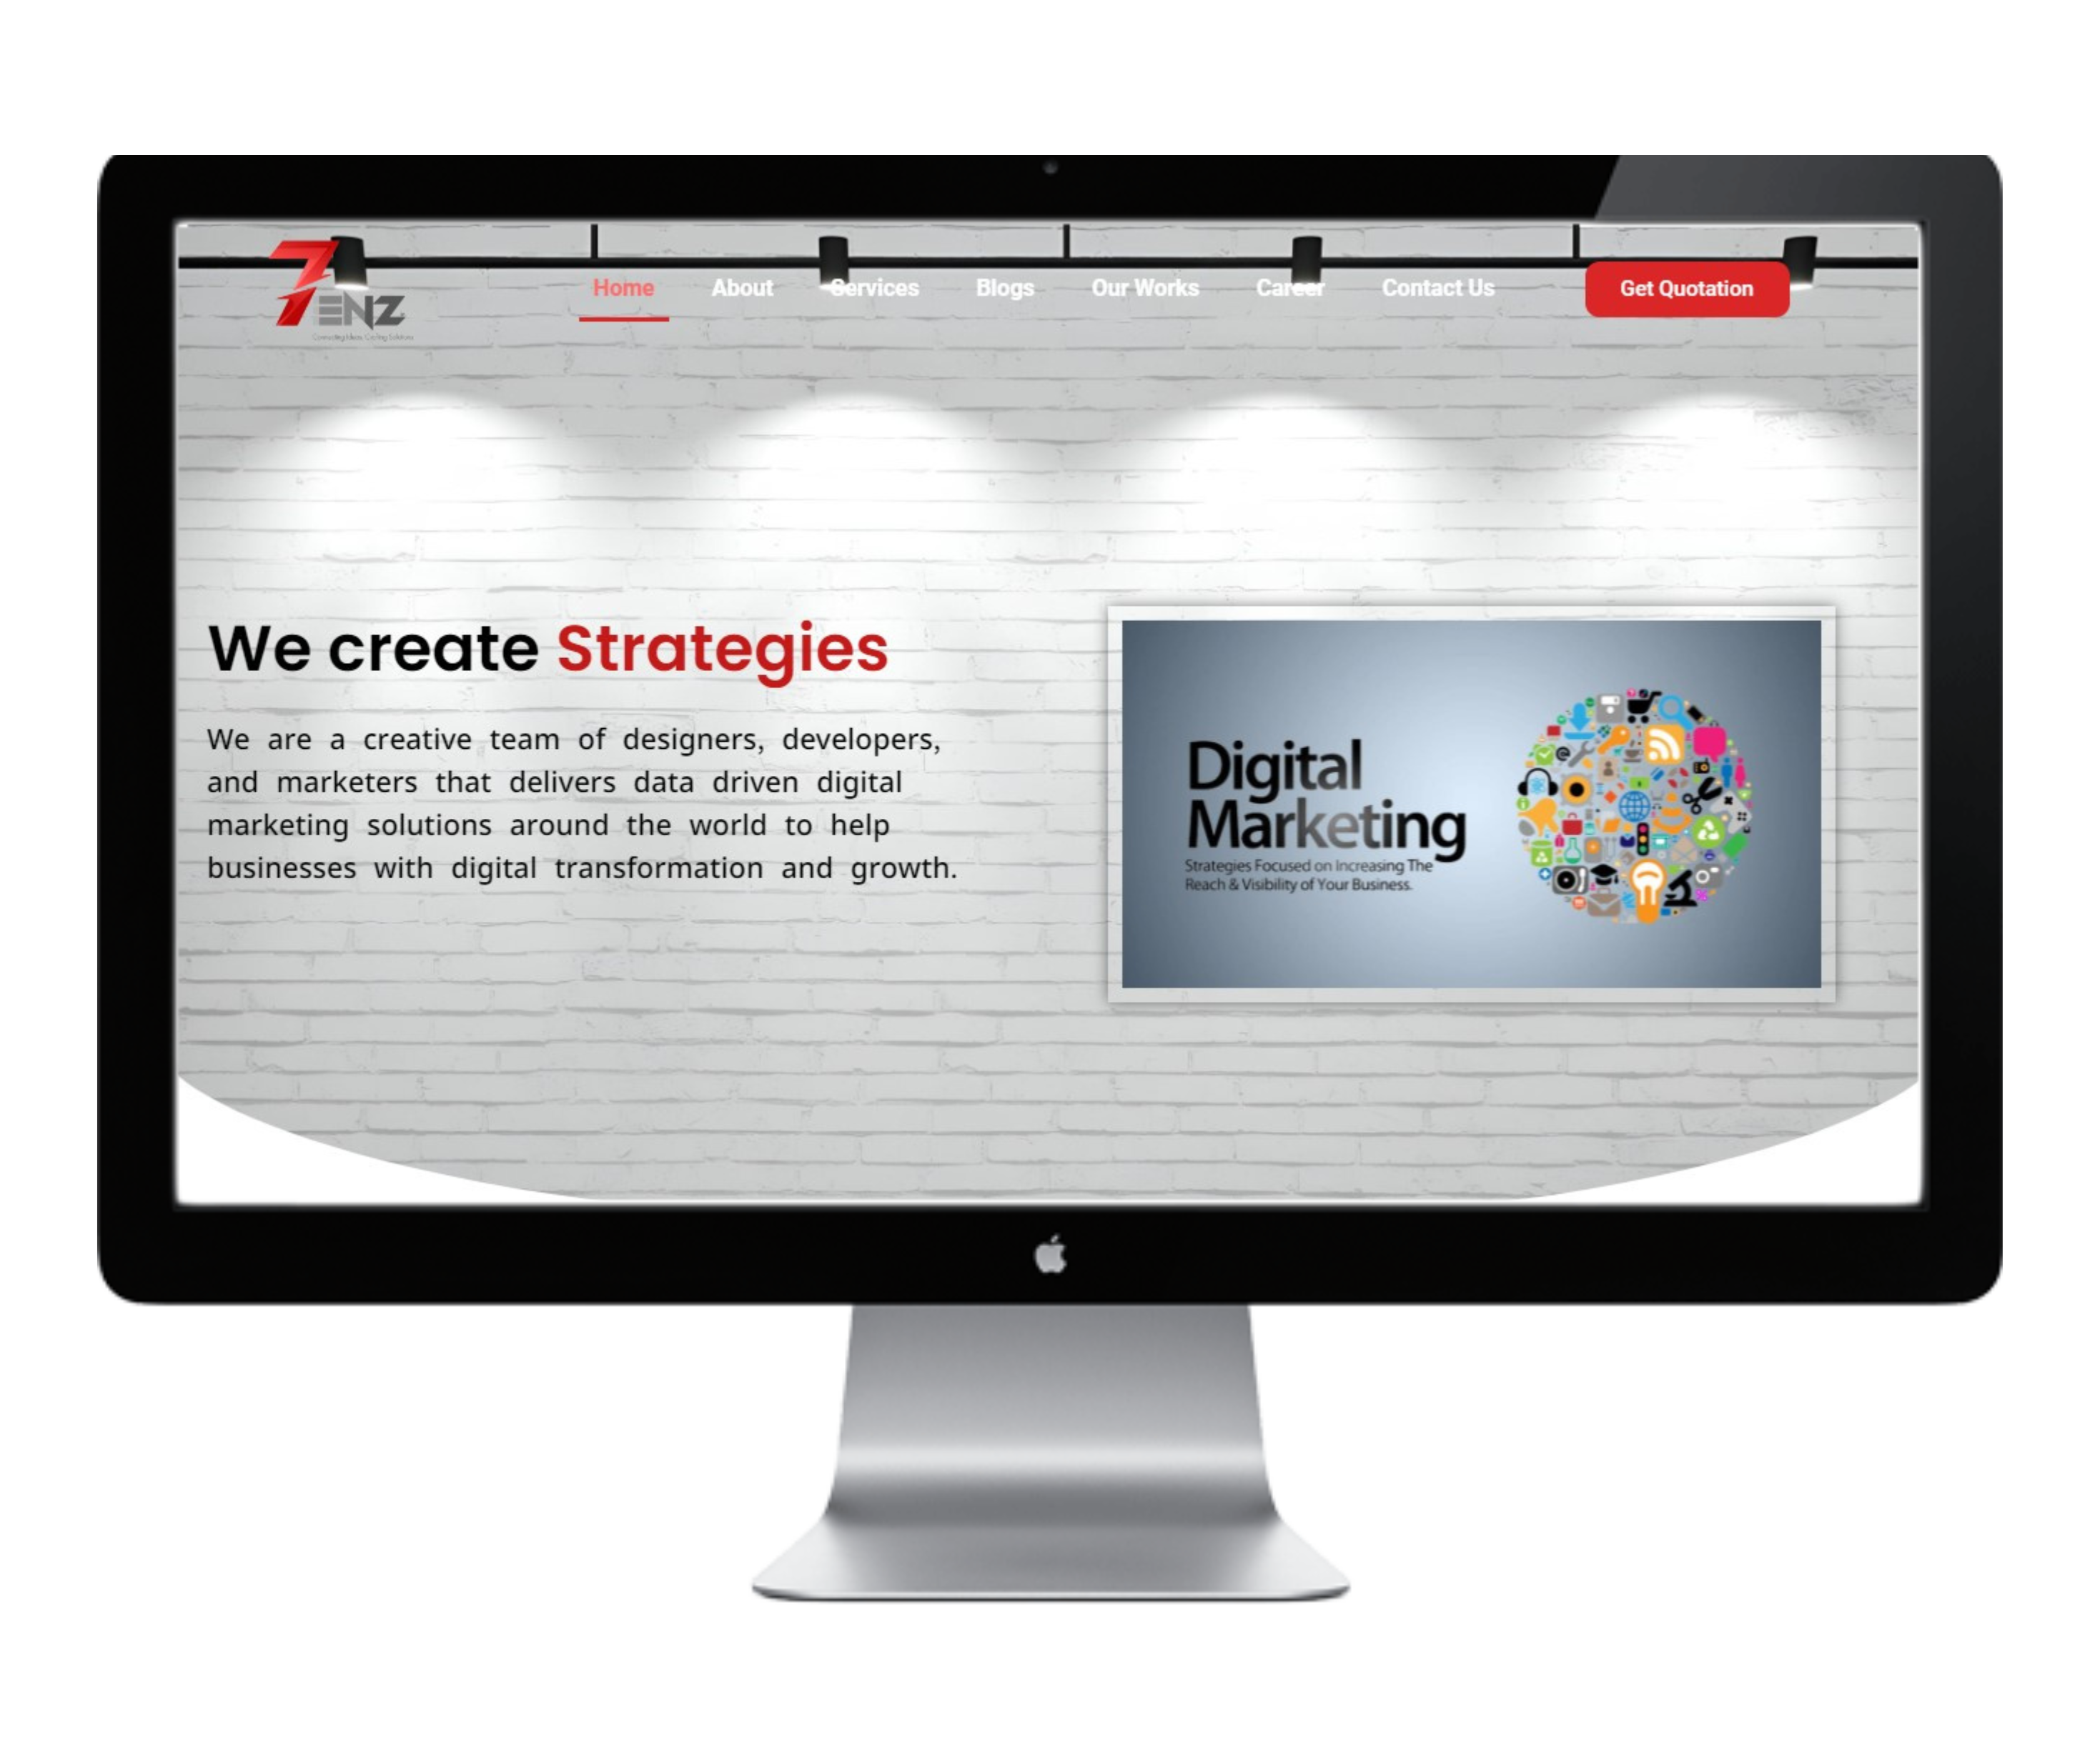 7ENZ
Home About Services Blogs Our Works Career Contact Us Get Quotation
We create Strategies
We are a creative team of designers, developers,
and marketers that delivers data driven digital
marketing solutions around the world to help
businesses with digital transformation and growth.
Digital
Marketing
Strategies Focused on Increasing The
Reach & Visibility of Your Business.